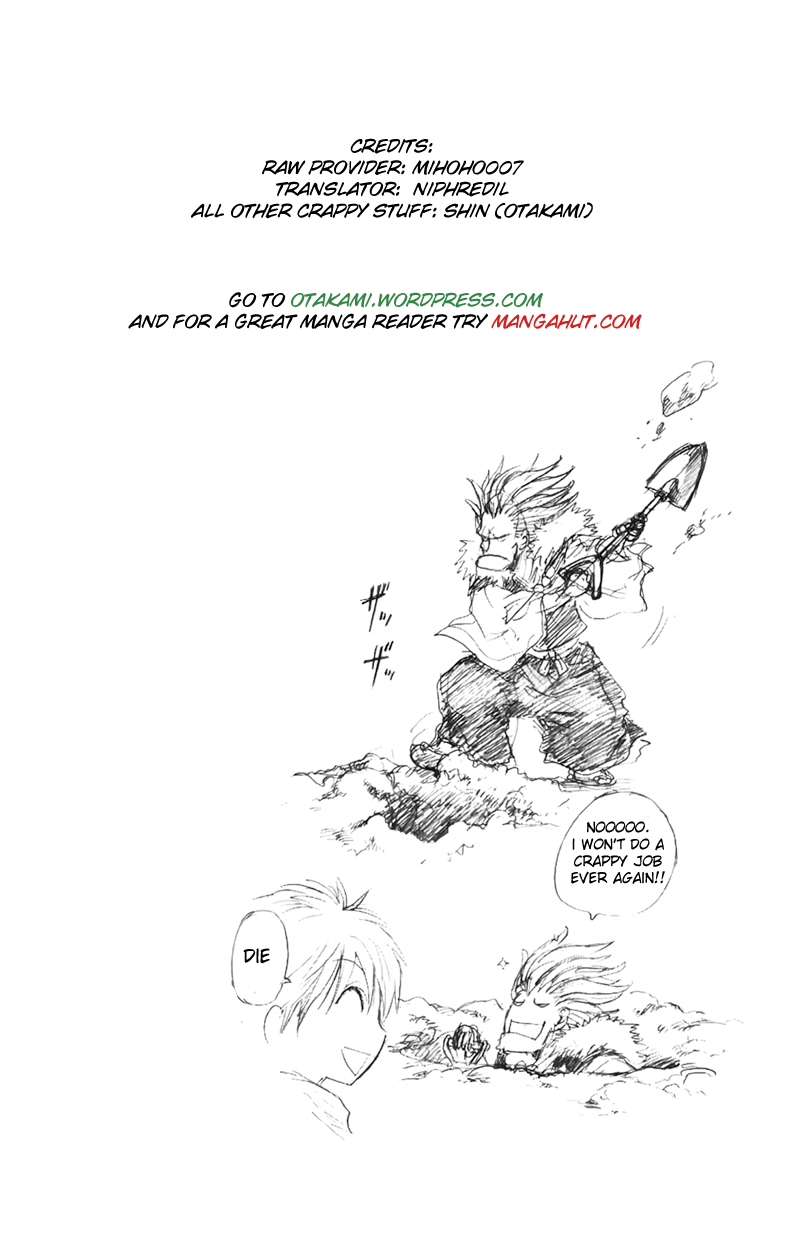 CREDITS:
RAW PROVIDER: MIHOHO007
TRANSLATOR: NIPHREDIL
ALL OTHER CRAPPY STUFF: SHIN (OTAKAMI)
GO TO OTAKAMI.WORDPRESS.COM
AND FOR A GREAT MANGA READER TRY MANGAHUT.COM
ザッ
ザッ
NOOOOO.
I WON'T DO A
CRAPPY JOB
EVER AGAIN!!
DIE